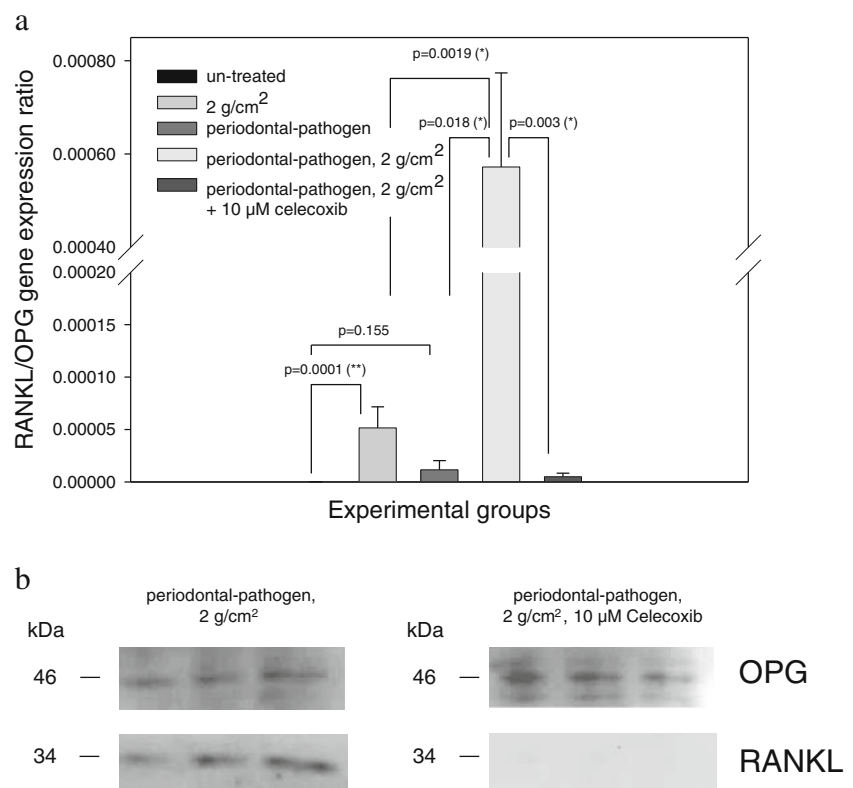 a
RANKL/OPG gene expression ratio
0.00080
0.00060
0.00040
0.00020
0.00015
0.00010
0.00005
0.00000
un-treated
2 g/cm²
periodontal-pathogen
periodontal-pathogen, 2 g/cm²
periodontal-pathogen, 2 g/cm²
+ 10 µM celecoxib
p=0.0019 (*)
p=0.018 (*)
p=0.003 (*)
p=0.155
p=0.0001 (**)
Experimental groups
b
periodontal-pathogen,
2 g/cm²
periodontal-pathogen,
2 g/cm², 10 µM Celecoxib
kDa
kDa
46
46
OPG
34
34
RANKL